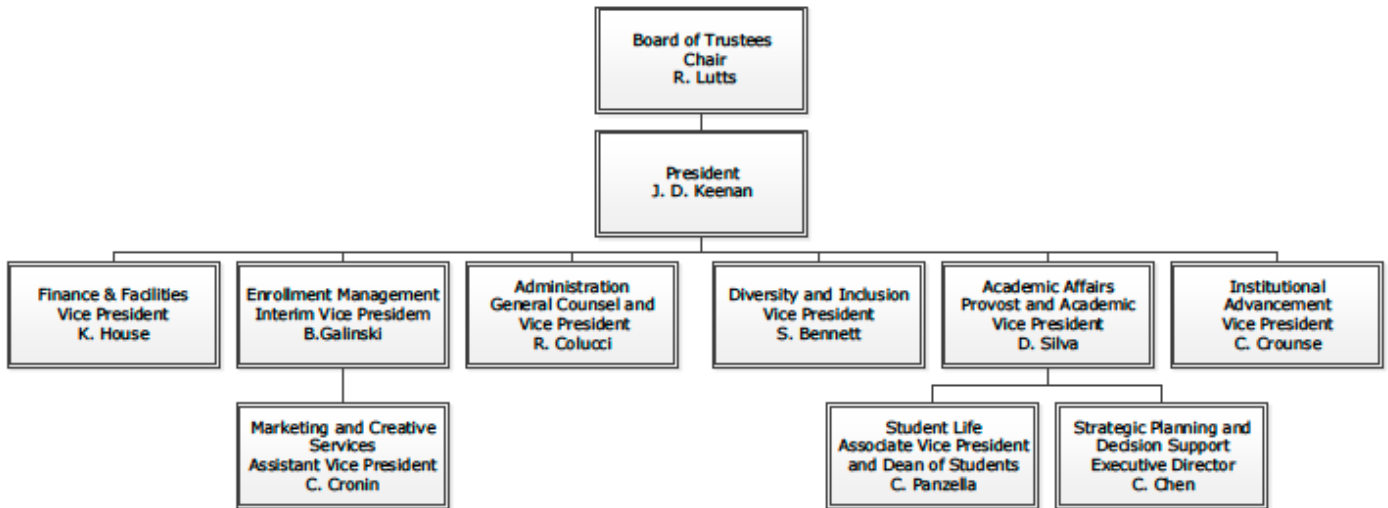 Board of Trustees
Chair
R. Lutts
President
J. D. Keenan
Finance & Facilities
Vice President
K. House
Enrollment Management
Interim Vice Presidem
B.Galinski
Administration
General Counsel and
Vice President
R. Colucci
Diversity and Inclusion
Vice President
S. Bennett
Academic Affairs
Provost and Academic
Vice President
D. Silva
Institutional
Advancement
Vice President
C. Crounse
Marketing and Creative
Services
Assistant Vice President
C. Cronin
Student Life
Associate Vice President
and Dean of Students
C. Panzella
Strategic Planning and
Decision Support
Executive Director
C. Chen